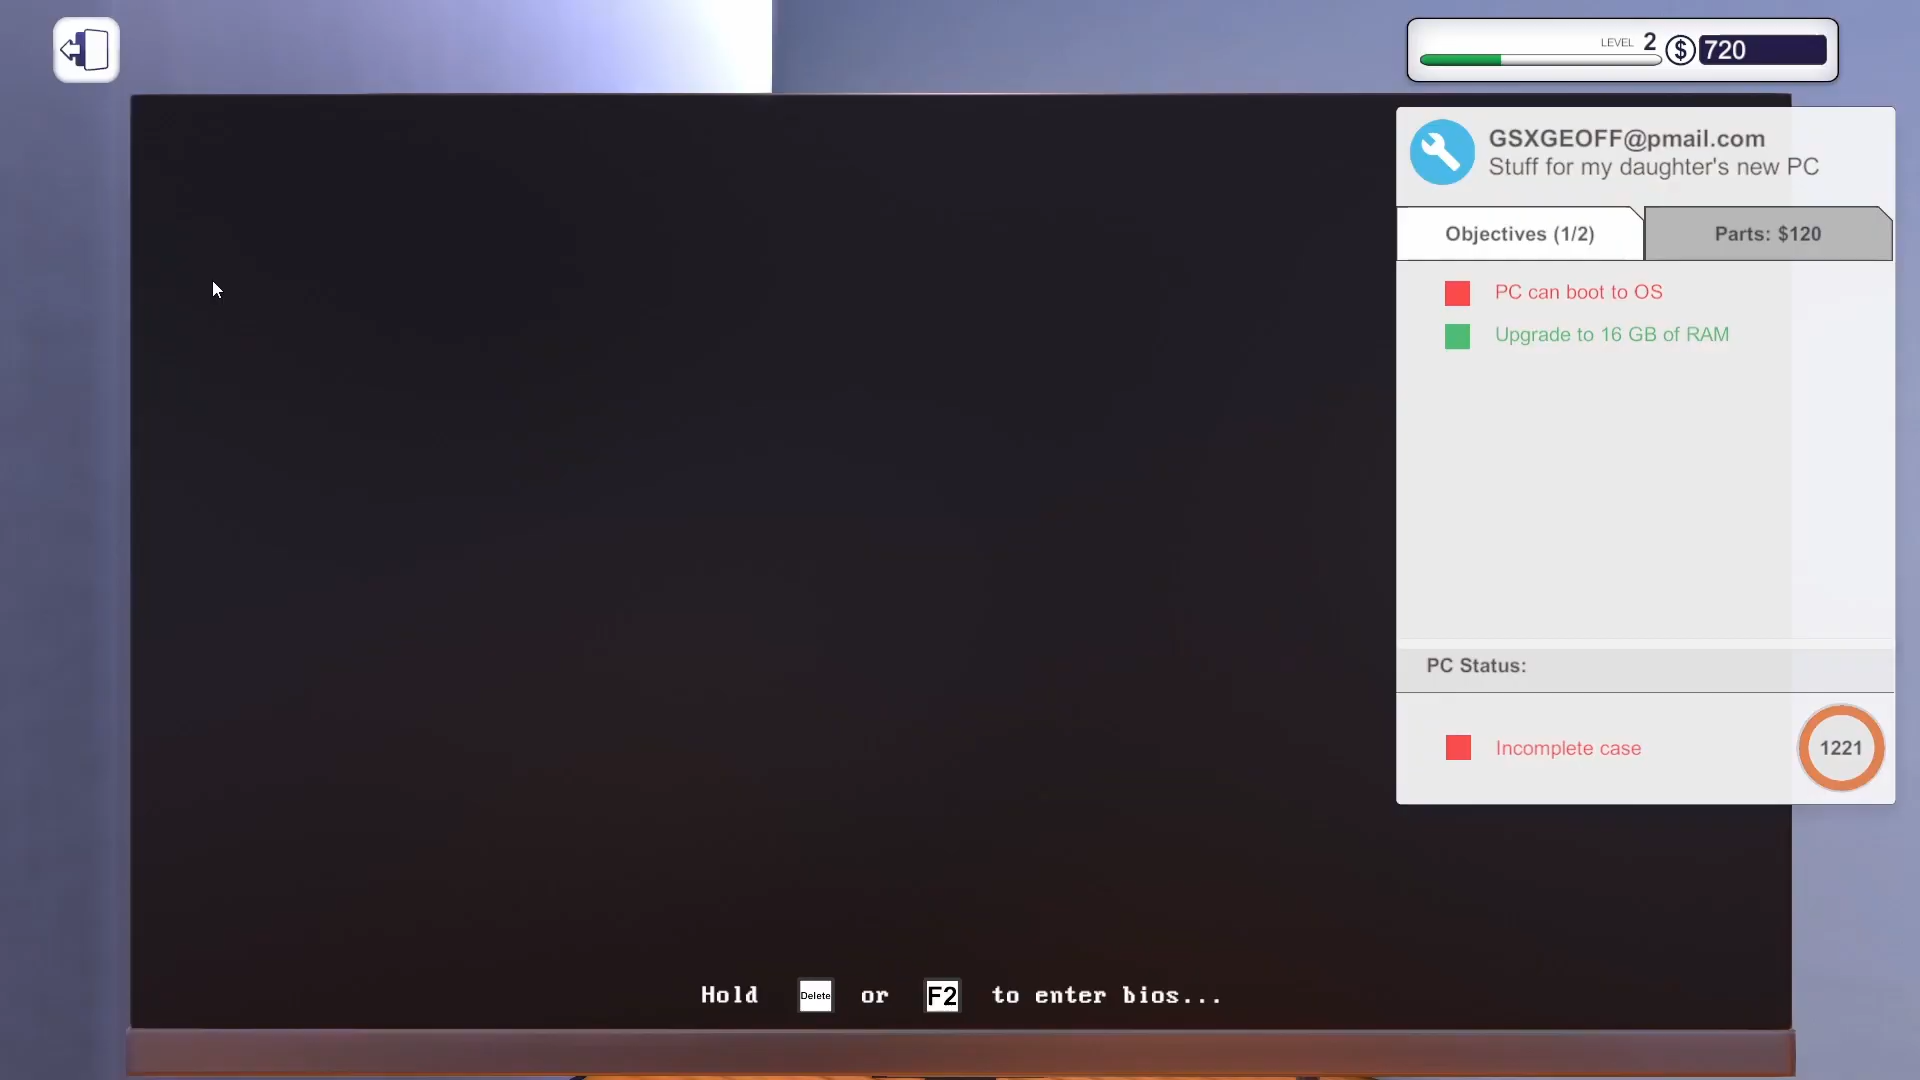 LEVEL 2 $ 720
GSXGEOFF@pmail.com
Stuff for my daughter's new PC
Objectives (1/2)
Parts: $120
PC can boot to OS
Upgrade to 16 GB of RAM
PC Status:
Incomplete case
1221
Hold Delete or F2 to enter bios...